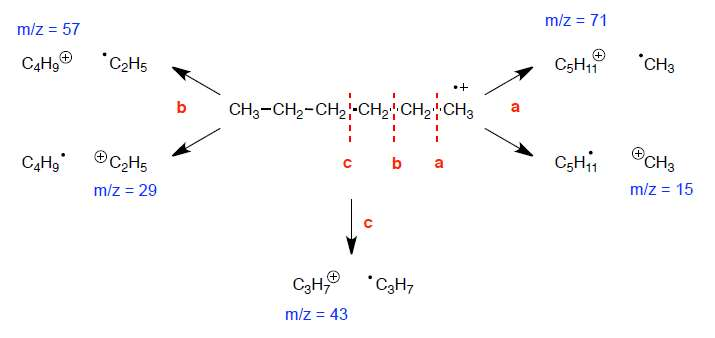 m/z = 57
C4H9⊕ •C2H5
m/z = 71
C5H11⊕ •CH3
b
CH3-CH2-CH2-CH2-CH2-CH3 •+
a
c b a
C4H9• ⊕C2H5
m/z = 29
C5H11• ⊕CH3
m/z = 15
c
C3H7⊕ •C3H7
m/z = 43